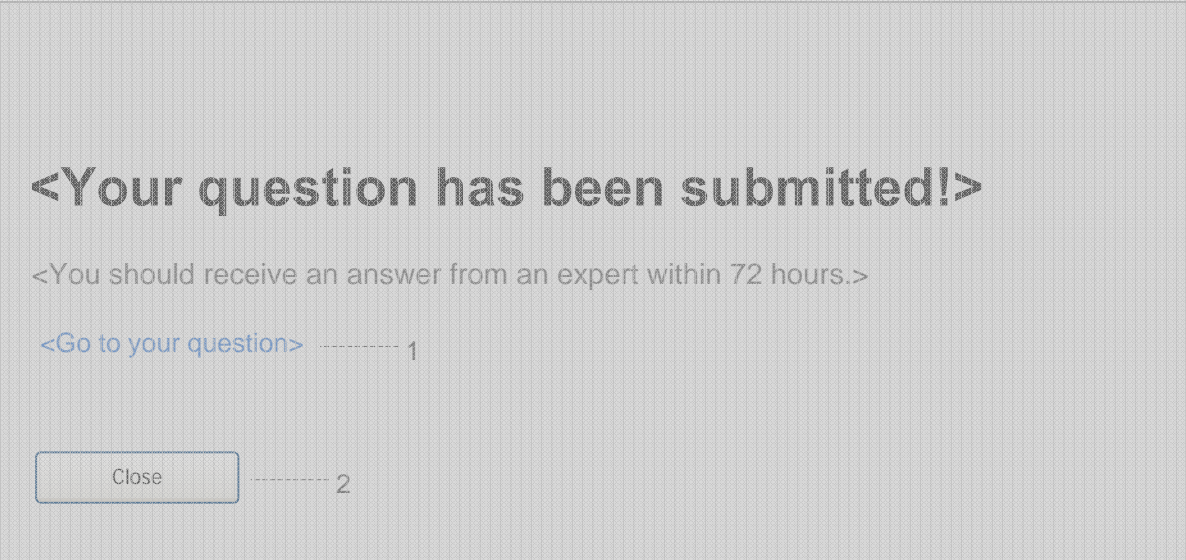 <Your question has been submitted!>
<You should receive an answer from an expert within 72 hours.>
<Go to your question> 1
Close 2